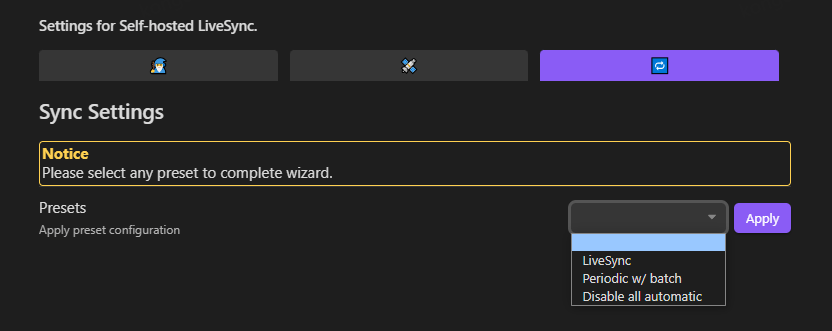 Settings for Self-hosted LiveSync.
Sync Settings
Notice
Please select any preset to complete wizard.
Presets
Apply preset configuration
Apply
LiveSync
Periodic w/ batch
Disable all automatic